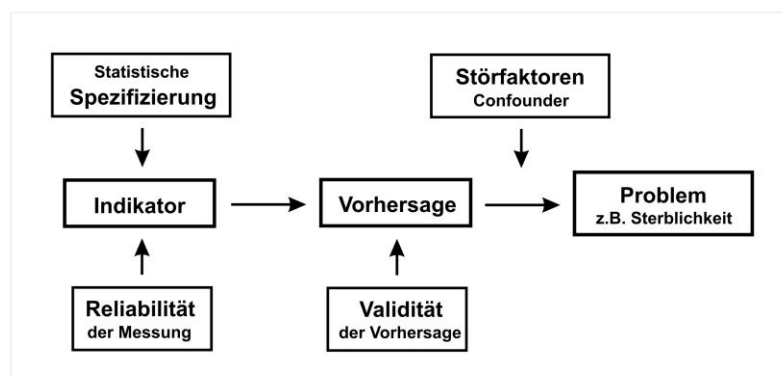 Statistische
Spezifizierung
Störfaktoren
Confounder
Indikator
Vorhersage
Problem
z.B. Sterblichkeit
Reliabilität
der Messung
Validität
der Vorhersage